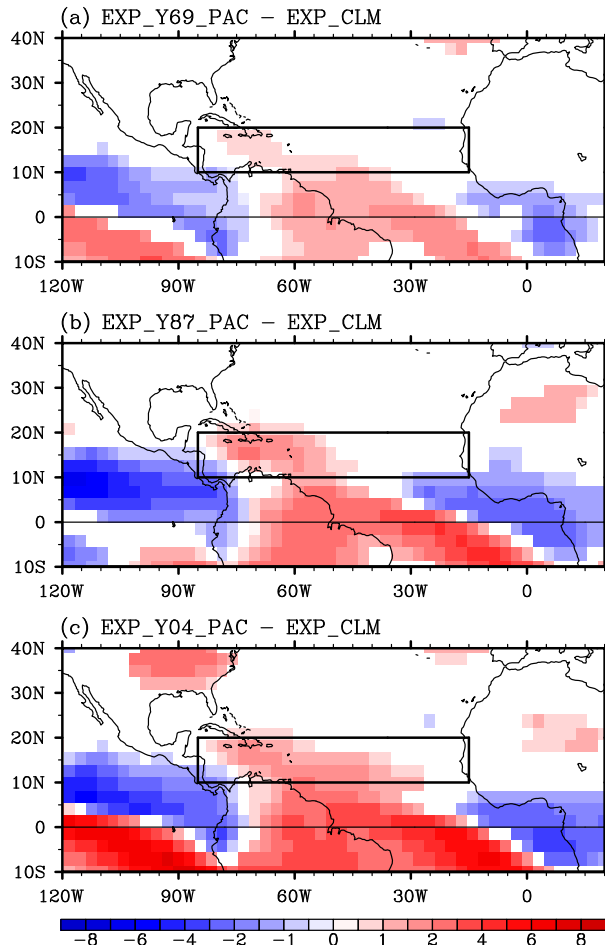 (a) EXP_Y69_PAC − EXP_CLM
40N
30N
20N
10N
0
10S
120W 90W 60W 30W 0
(b) EXP_Y87_PAC − EXP_CLM
40N
30N
20N
10N
0
10S
120W 90W 60W 30W 0
(c) EXP_Y04_PAC − EXP_CLM
40N
30N
20N
10N
0
10S
120W 90W 60W 30W 0
−8 −4 −2 −1 0 1 2 4 8